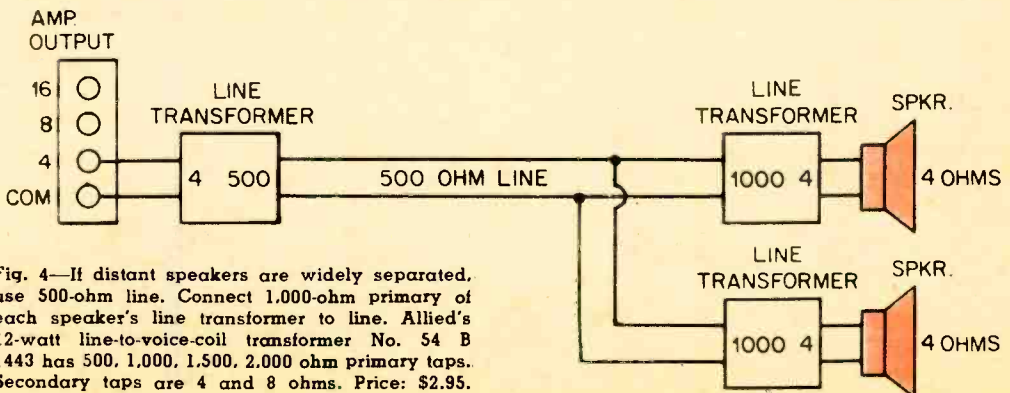 AMP.
OUTPUT
16
8
4
COM
LINE
TRANSFORMER
4 500
500 OHM LINE
LINE
TRANSFORMER
1000 4
SPKR.
4 OHMS
LINE
TRANSFORMER
1000 4
SPKR.
4 OHMS
Fig. 4—If distant speakers are widely separated,
use 500-ohm line. Connect 1,000-ohm primary of
each speaker's line transformer to line. Allied's
2-watt line-to-voice-coil transformer No. 54 B
443 has 500, 1,000, 1,500, 2,000 ohm primary taps.
Secondary taps are 4 and 8 ohms. Price: $2.95.